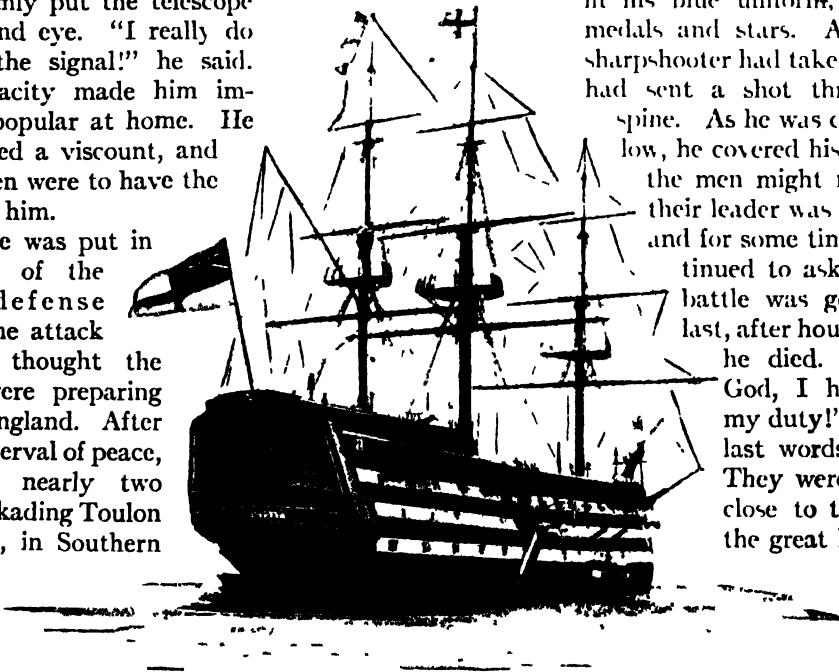 put the telescope
eye. "I really do
the signal!" he said.
acity made him im-
popular at home. He
ed a viscount, and
en were to have the
him.
e was put in
of the
defense
he attack
thought the
ere preparing
ngland. After
erval of peace,
nearly two
kading Toulon
, in Southern
in his blue uniform,
medals and stars. A
sharpshooter had take
had sent a shot thr
spine. As he was c
low, he covered his
the men might
their leader was
and for some tim
tinued to ask
battle was g
last, after hou
he died.
God, I h
my duty!"
last words
They were
close to t
the great